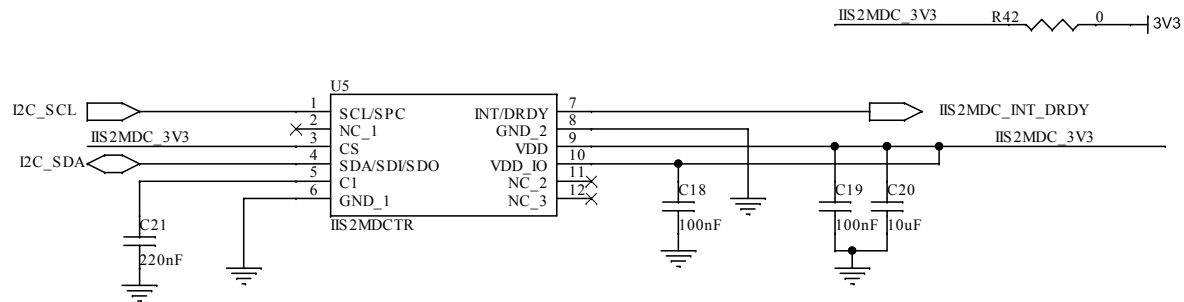 IIS2MDC_3V3 R42 0 3V3
U5
I2C_SCL 1 SCL/SPC INT/DRDY 7 IIS2MDC_INT_DRDY
2 NC_1 GND_2 8
IIS2MDC_3V3 3 CS VDD 9 IIS2MDC_3V3
I2C_SDA 4 SDA/SDI/SDO VDD_IO 10
5 C1 NC_2 11
6 GND_1 NC_3 12
IIS2MDCTR
C18 C19 C20
100nF 100nF 10uF
C21
220nF